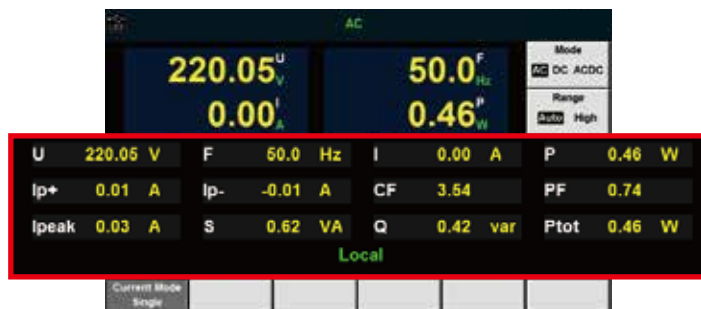 AC
220.05 U V
50.0 F Hz
Mode
AC DC ACDC
0.00 I A
0.46 P W
Range
Auto High
U 220.05 V F 50.0 Hz I 0.00 A P 0.46 W
Ip+ 0.01 A Ip- -0.01 A CF 3.54 PF 0.74
Ipeak 0.03 A S 0.62 VA Q 0.42 var Ptot 0.46 W
Local
Current Mode
Single